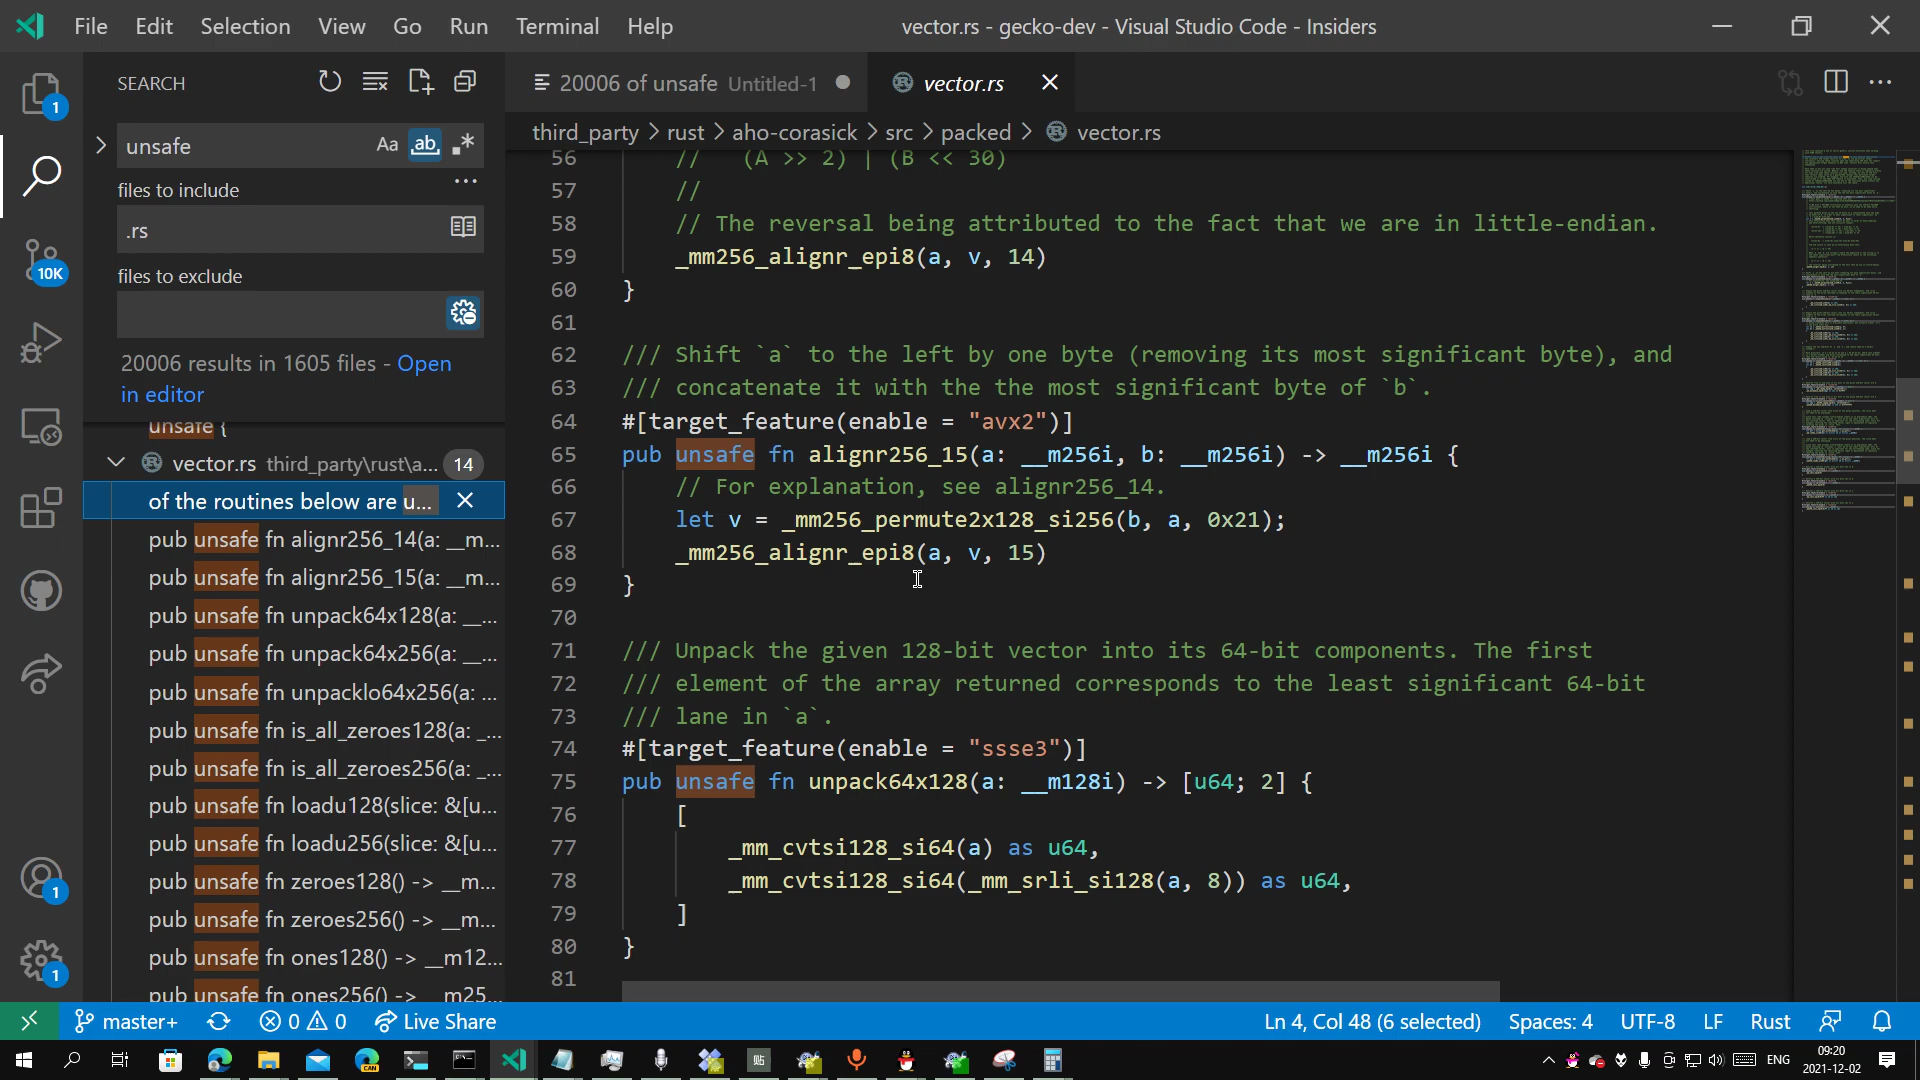 File Edit Selection View Go Run Terminal Help
vector.rs - gecko-dev - Visual Studio Code - Insiders
SEARCH
unsafe
Aa ab .*
files to include
.rs
files to exclude
20006 results in 1605 files - Open
in editor
unsafe {
vector.rs third_party\rust\a... 14
of the routines below are u...
pub unsafe fn alignr256_14(a: __m...
pub unsafe fn alignr256_15(a: __m...
pub unsafe fn unpack64x128(a: __...
pub unsafe fn unpack64x256(a: __...
pub unsafe fn unpacklo64x256(a: ...
pub unsafe fn is_all_zeroes128(a: _...
pub unsafe fn is_all_zeroes256(a: _...
pub unsafe fn loadu128(slice: &[u...
pub unsafe fn loadu256(slice: &[u...
pub unsafe fn zeroes128() -> __m...
pub unsafe fn zeroes256() -> __m...
pub unsafe fn ones128() -> __m12...
pub unsafe fn ones256() -> __m25...
1
10K
1
1
20006 of unsafe Untitled-1
vector.rs
third_party > rust > aho-corasick > src > packed > vector.rs
56 // (A >> 2) | (B << 30)
57 //
58 // The reversal being attributed to the fact that we are in little-endian.
59 _mm256_alignr_epi8(a, v, 14)
60 }
61
62 /// Shift `a` to the left by one byte (removing its most significant byte), and
63 /// concatenate it with the the most significant byte of `b`.
64 #[target_feature(enable = "avx2")]
65 pub unsafe fn alignr256_15(a: __m256i, b: __m256i) -> __m256i {
66 // For explanation, see alignr256_14.
67 let v = _mm256_permute2x128_si256(b, a, 0x21);
68 _mm256_alignr_epi8(a, v, 15)
69 }
70
71 /// Unpack the given 128-bit vector into its 64-bit components. The first
72 /// element of the array returned corresponds to the least significant 64-bit
73 /// lane in `a`.
74 #[target_feature(enable = "ssse3")]
75 pub unsafe fn unpack64x128(a: __m128i) -> [u64; 2] {
76 [
77 _mm_cvtsi128_si64(a) as u64,
78 _mm_cvtsi128_si64(_mm_srli_si128(a, 8)) as u64,
79 ]
80 }
81
master+ 0 0 Live Share
Ln 4, Col 48 (6 selected) Spaces: 4 UTF-8 LF Rust
CAN
ENG
09:20
2021-12-02